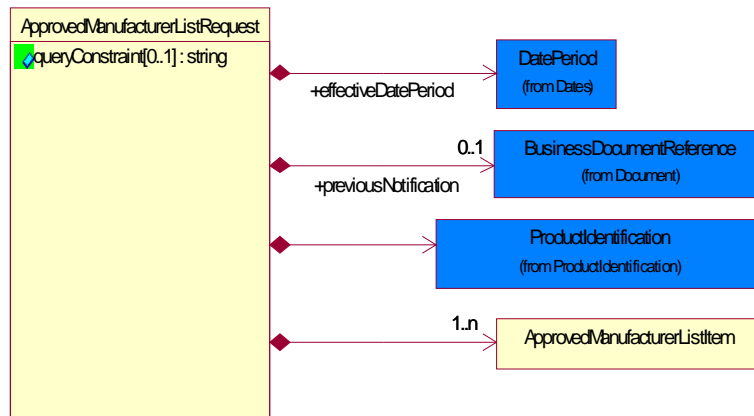 ApprovedManufacturerListRequest
queryConstraint[0..1] : string
DatePeriod
(from Dates)
+effectiveDatePeriod
0..1
BusinessDocumentReference
(from Document)
+previousNotification
ProductIdentification
(from ProductIdentification)
1..n
ApprovedManufacturerListItem